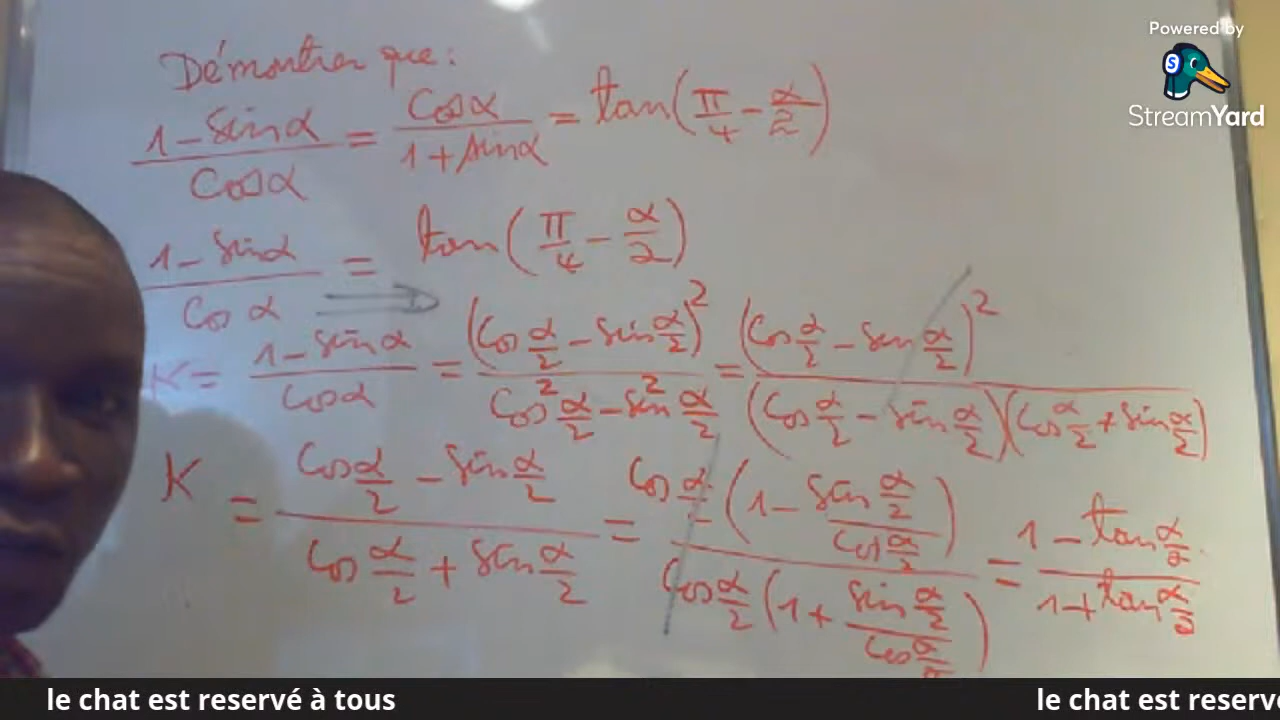 Powered by
StreamYard
Démontrer que :
(1 - sin α)/(cos α) = (cos α)/(1 + sin α) = tan(π/4 - α/2)
(1 - sin α)/(cos α) = tan(π/4 - α/2)
⟹
K = (1 - sin α)/(cos α) = (cos α/2 - sin α/2)²/(cos² α/2 - sin² α/2) = (cos α/2 - sin α/2)²/((cos α/2 - sin α/2)(cos α/2 + sin α/2))
K = (cos α/2 - sin α/2)/(cos α/2 + sin α/2) = (cos α/2 (1 - (sin α/2)/(cos α/2)))/(cos α/2 (1 + (sin α/2)/(cos α/2))) = (1 - tan α/2)/(1 + tan α/2)
le chat est reservé à tous le chat est reserv